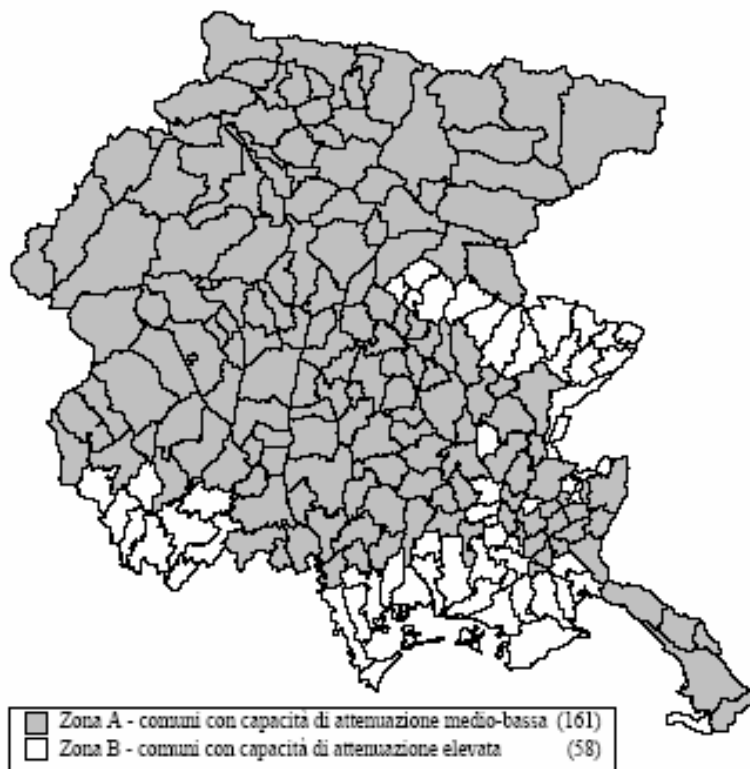 Zona A - comuni con capacità di attenuazione medio-bassa (161)
Zona B - comuni con capacità di attenuazione elevata (58)